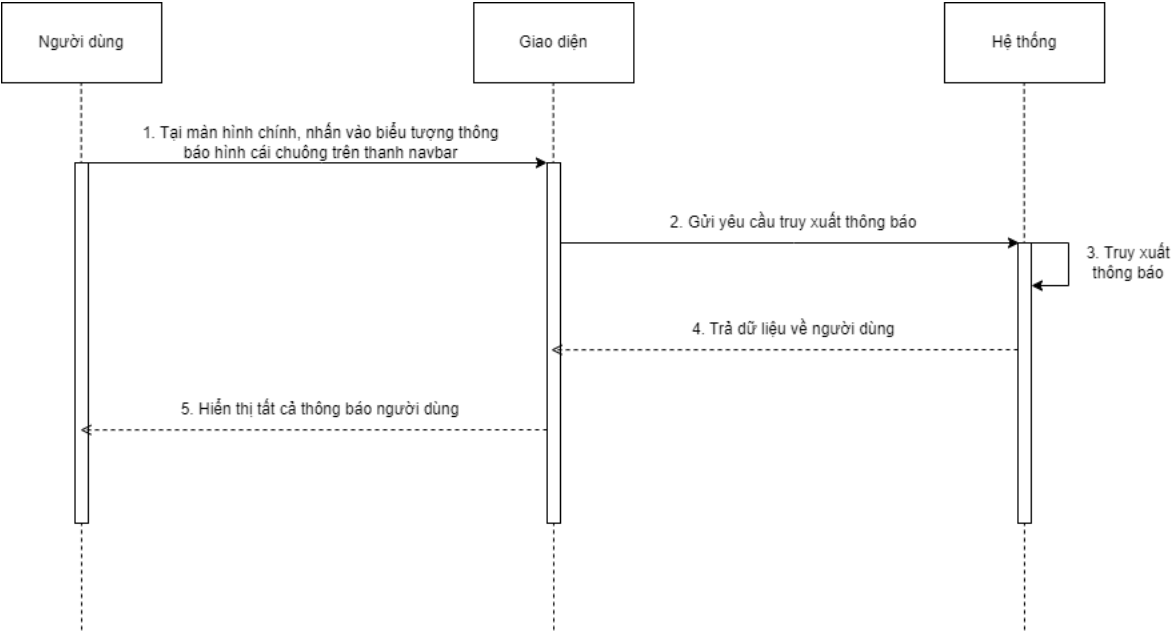 Người dùng
Giao diện
Hệ thống
1. Tại màn hình chính, nhấn vào biểu tượng thông
báo hình cái chuông trên thanh navbar
2. Gửi yêu cầu truy xuất thông báo
3. Truy xuất
thông báo
4. Trả dữ liệu về người dùng
5. Hiển thị tất cả thông báo người dùng